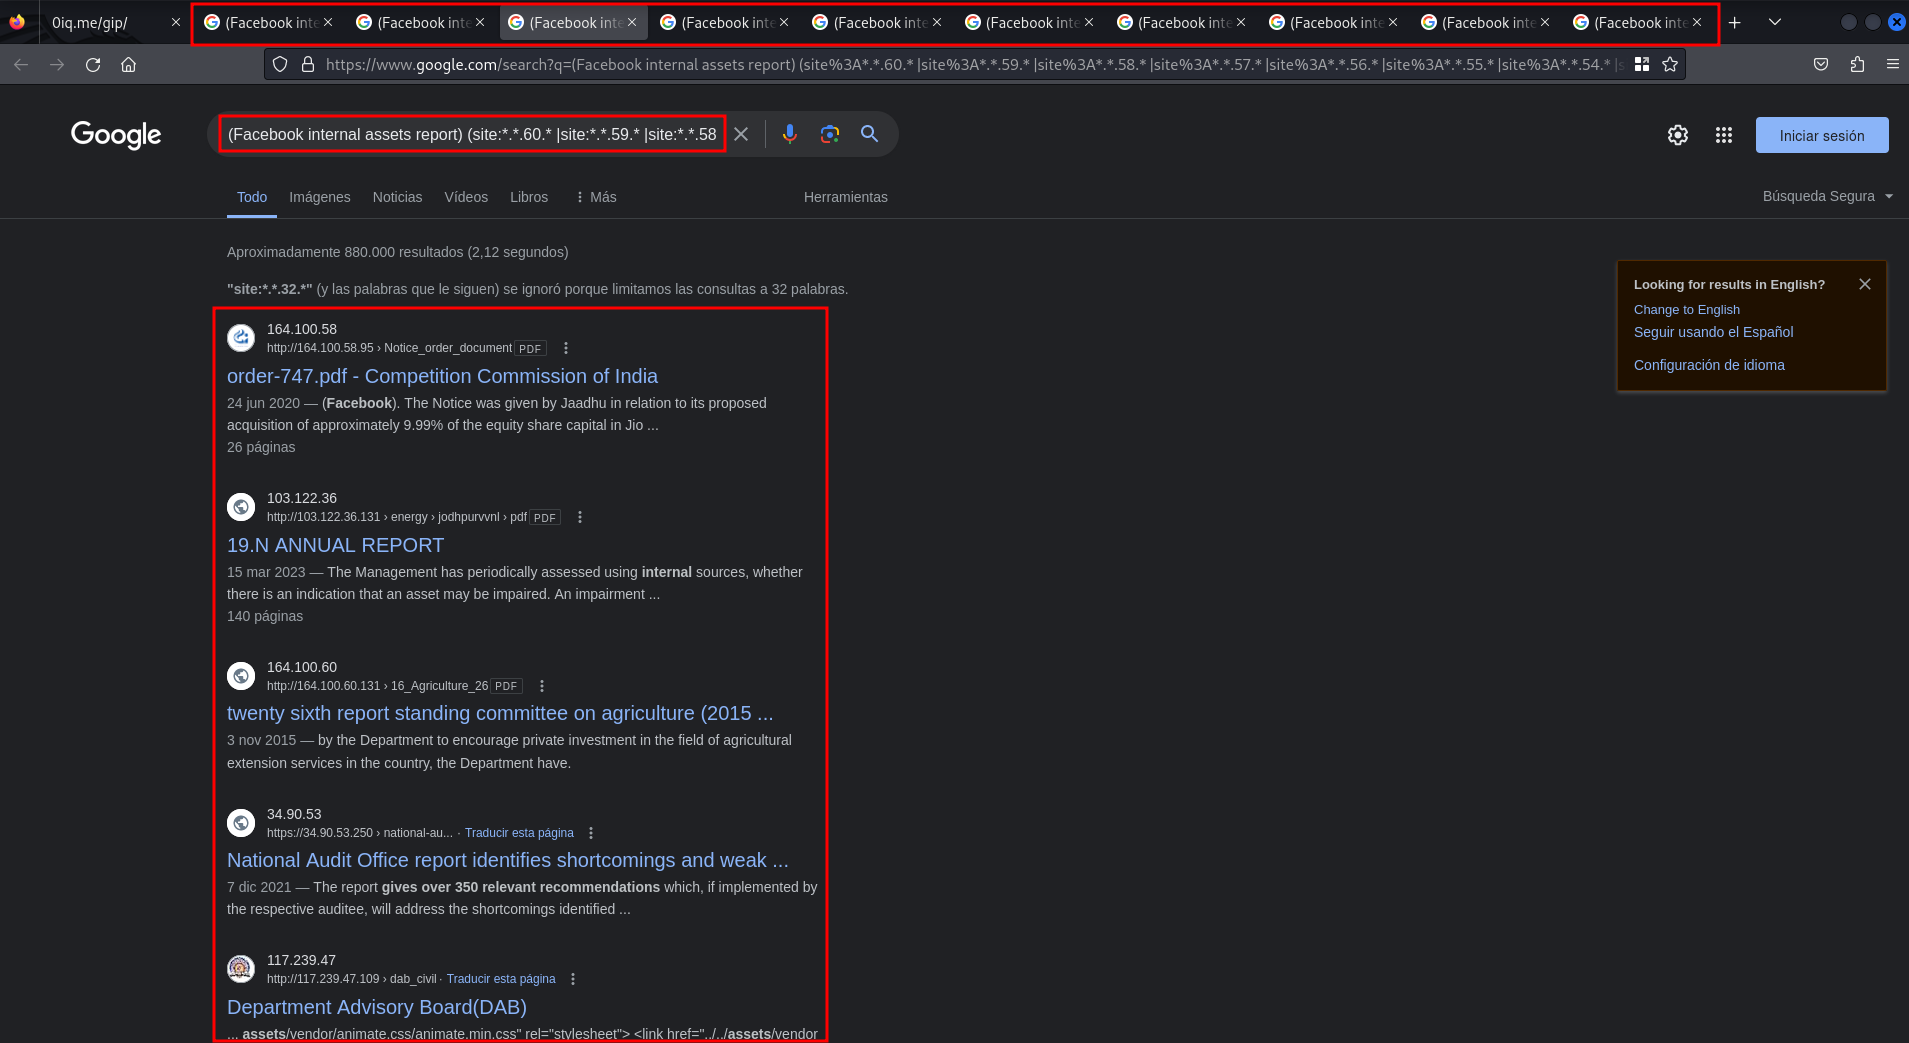 0iq.me/gip/
(Facebook inte
(Facebook inte
(Facebook inte
(Facebook inte
(Facebook inte
(Facebook inte
(Facebook inte
(Facebook inte
(Facebook inte
(Facebook inte
https://www.google.com/search?q=(Facebook internal assets report) (site%3A*.*.60.* |site%3A*.*.59.* |site%3A*.*.58.* |site%3A*.*.57.* |site%3A*.*.56.* |site%3A*.*.55.* |site%3A*.*.54.* |s
Google
(Facebook internal assets report) (site:*.*.60.* |site:*.*.59.* |site:*.*.58
Iniciar sesión
Todo Imágenes Noticias Vídeos Libros Más Herramientas
Búsqueda Segura
Aproximadamente 880.000 resultados (2,12 segundos)
"site:*.*.32.*" (y las palabras que le siguen) se ignoró porque limitamos las consultas a 32 palabras.
Looking for results in English?
Change to English
Seguir usando el Español
Configuración de idioma
164.100.58
http://164.100.58.95 › Notice_order_document PDF
order-747.pdf - Competition Commission of India
24 jun 2020 — (Facebook). The Notice was given by Jaadhu in relation to its proposed
acquisition of approximately 9.99% of the equity share capital in Jio ...
26 páginas
103.122.36
http://103.122.36.131 › energy › jodhpurvvnl › pdf PDF
19.N ANNUAL REPORT
15 mar 2023 — The Management has periodically assessed using internal sources, whether
there is an indication that an asset may be impaired. An impairment ...
140 páginas
164.100.60
http://164.100.60.131 › 16_Agriculture_26 PDF
twenty sixth report standing committee on agriculture (2015 ...
3 nov 2015 — by the Department to encourage private investment in the field of agricultural
extension services in the country, the Department have.
34.90.53
https://34.90.53.250 › national-au... · Traducir esta página
National Audit Office report identifies shortcomings and weak ...
7 dic 2021 — The report gives over 350 relevant recommendations which, if implemented by
the respective auditee, will address the shortcomings identified ...
117.239.47
http://117.239.47.109 › dab_civil · Traducir esta página
Department Advisory Board(DAB)
... assets/vendor/animate.css/animate.min.css" rel="stylesheet"> <link href="../../assets/vendor